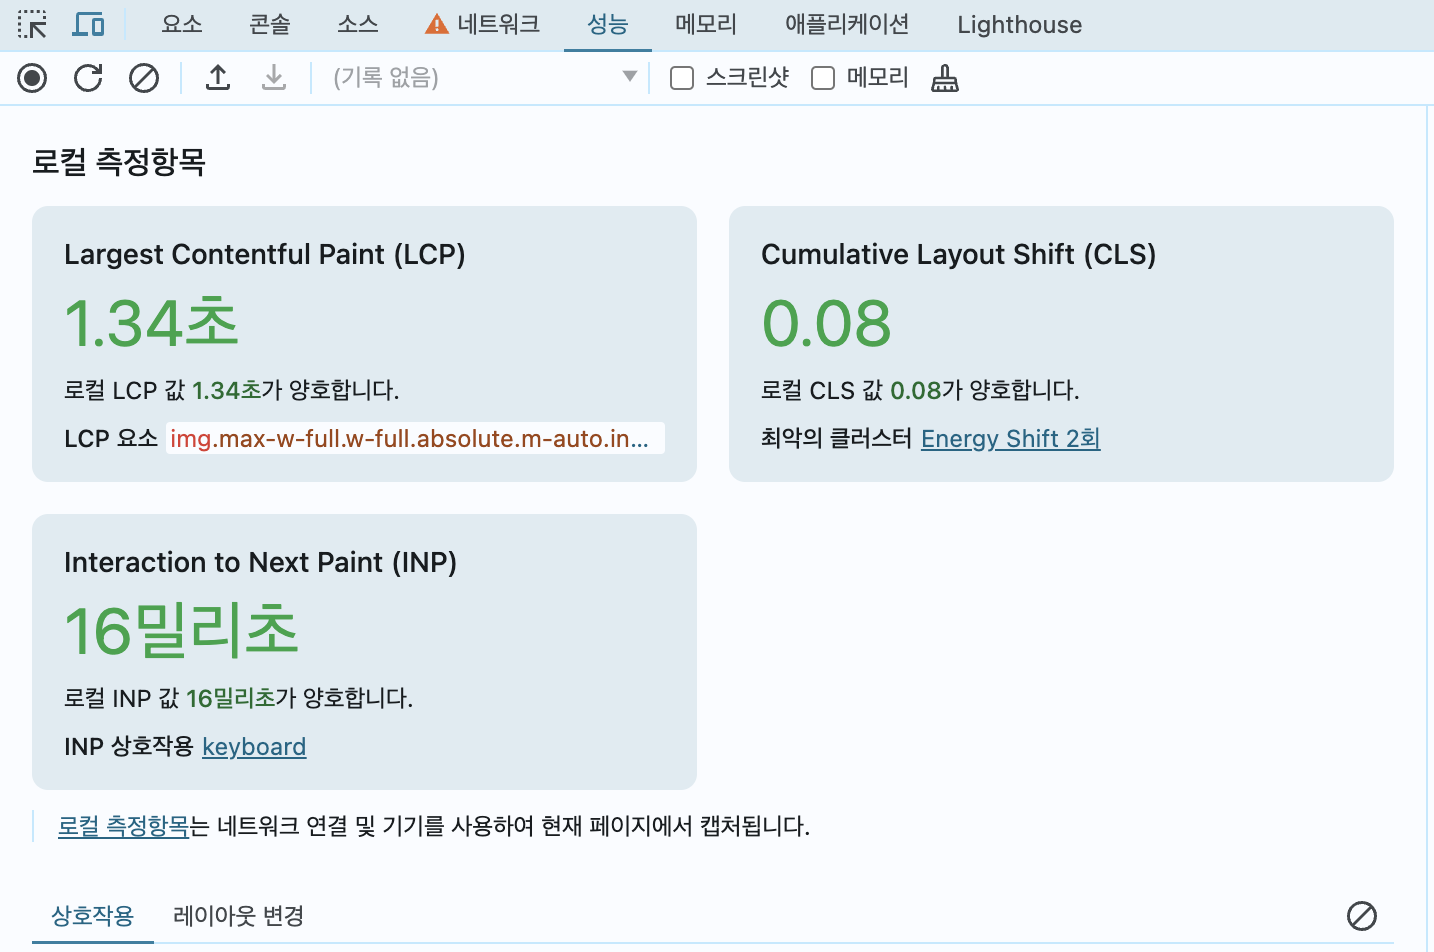 요소 콘솔 소스 네트워크 성능 메모리 애플리케이션 Lighthouse
(기록 없음) 스크린샷 메모리
로컬 측정항목
Largest Contentful Paint (LCP)
1.34초
로컬 LCP 값 1.34초가 양호합니다.
LCP 요소 img.max-w-full.w-full.absolute.m-auto.in...
Cumulative Layout Shift (CLS)
0.08
로컬 CLS 값 0.08가 양호합니다.
최악의 클러스터 Energy Shift 2회
Interaction to Next Paint (INP)
16밀리초
로컬 INP 값 16밀리초가 양호합니다.
INP 상호작용 keyboard
로컬 측정항목는 네트워크 연결 및 기기를 사용하여 현재 페이지에서 캡처됩니다.
상호작용 레이아웃 변경